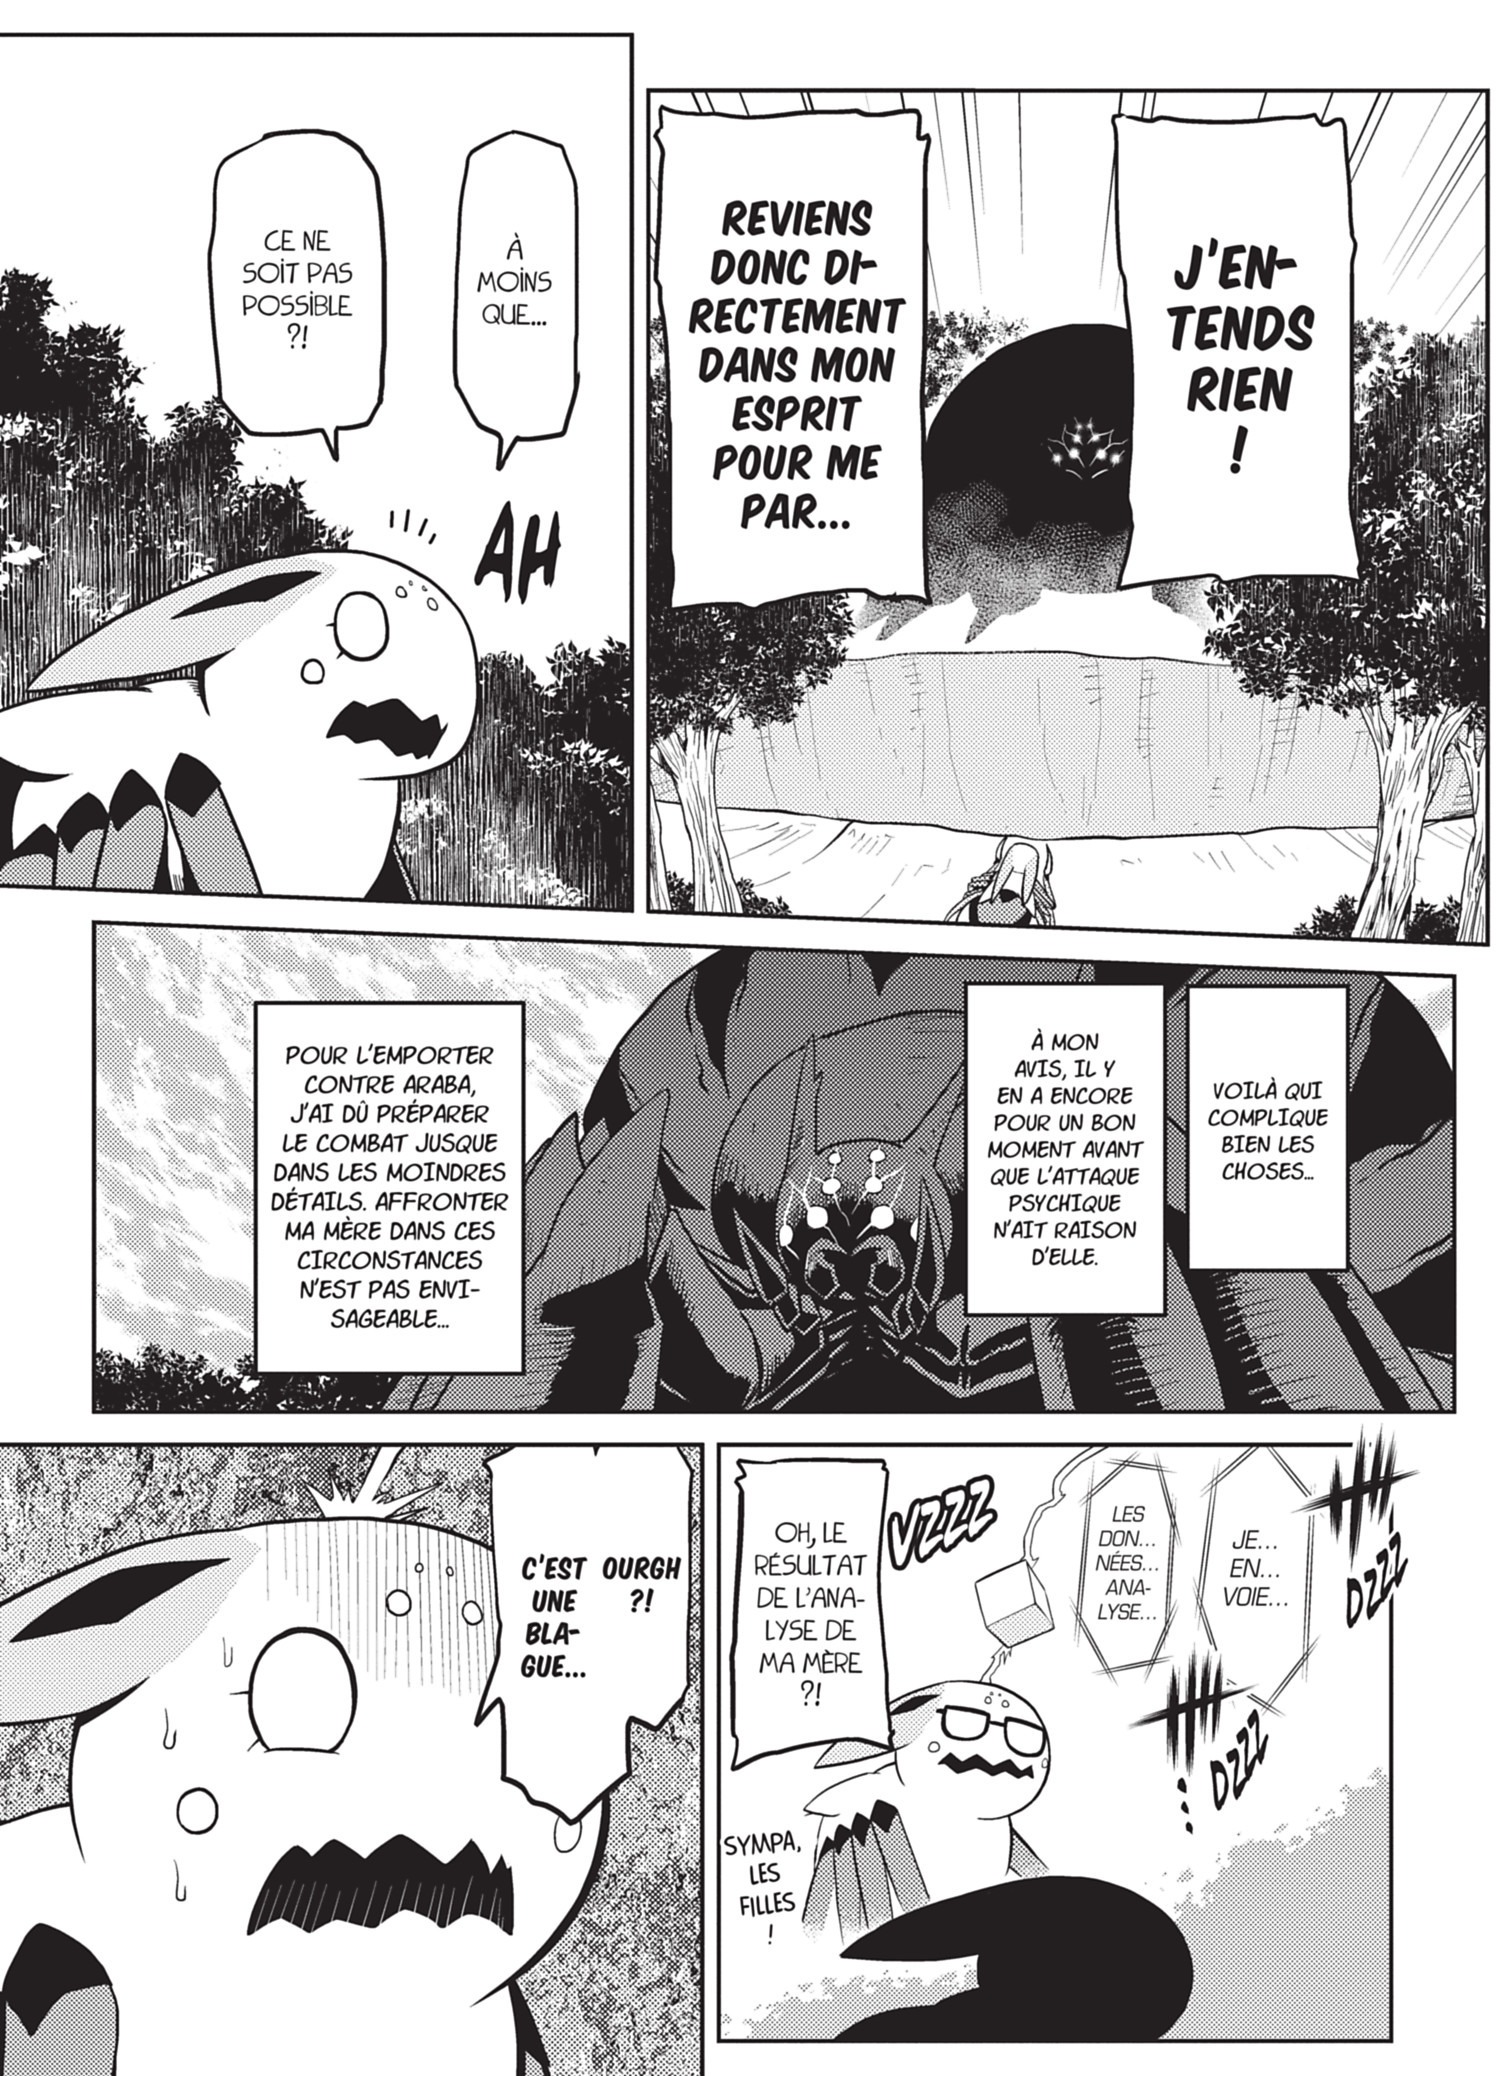 J'EN-
TENDS
RIEN
!
REVIENS
DONC DI-
RECTEMENT
DANS MON
ESPRIT
POUR ME
PAR...
À
MOINS
QUE...
CE NE
SOIT PAS
POSSIBLE
?!
AH
VOILÀ QUI
COMPLIQUE
BIEN LES
CHOSES...
À MON
AVIS, IL Y
EN A ENCORE
POUR UN BON
MOMENT AVANT
QUE L'ATTAQUE
PSYCHIQUE
N'AIT RAISON
D'ELLE.
POUR L'EMPORTER
CONTRE ARABA,
J'AI DÛ PRÉPARER
LE COMBAT JUSQUE
DANS LES MOINDRES
DÉTAILS. AFFRONTER
MA MÈRE DANS CES
CIRCONSTANCES
N'EST PAS ENVI-
SAGEABLE...
DZZZ
JE...
EN...
VOIE...
LES
DON...
NÉES...
ANA-
LYSE...
DZZZ
VZZZ
OH, LE
RÉSULTAT
DE L'ANA-
LYSE DE
MA MÈRE
?!
SYMPA,
LES
FILLES
!
OURGH
?!
C'EST
UNE
BLA-
GUE...